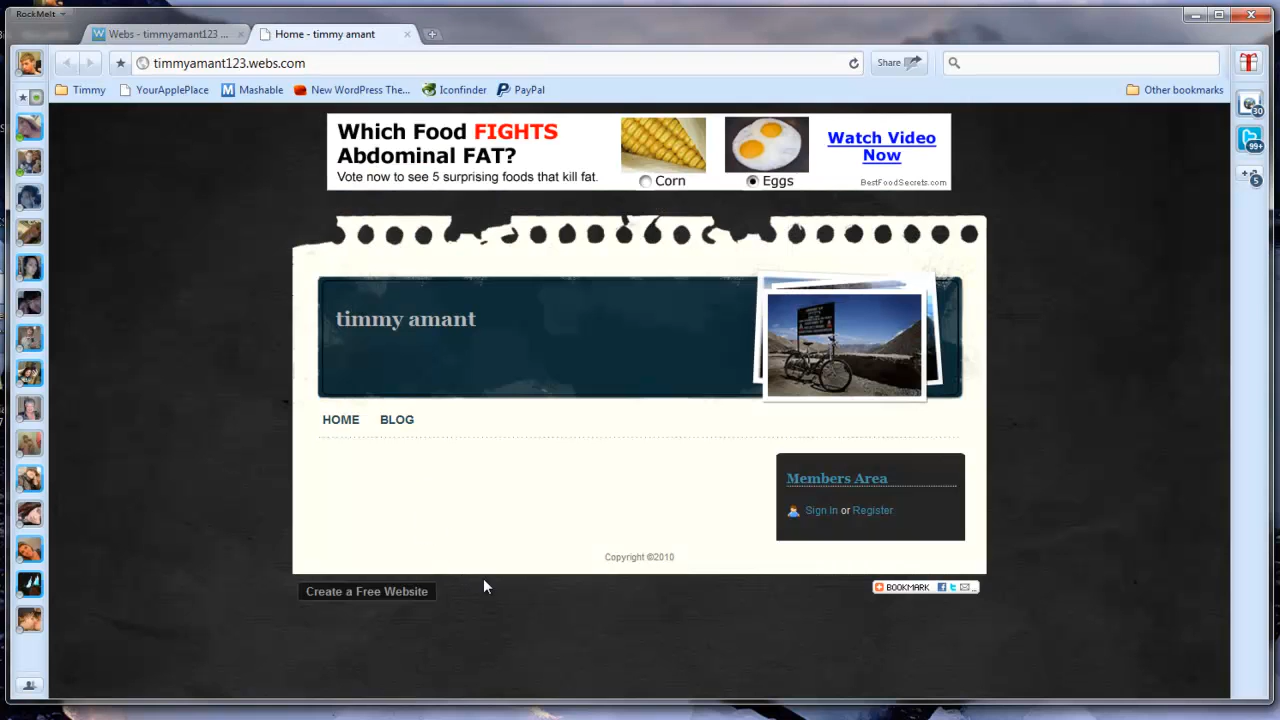 RockMelt
Webs - timmyamant123 ...
Home - timmy amant
timmyamant123.webs.com
Share
Timmy
YourApplePlace
Mashable
New WordPress The...
Iconfinder
PayPal
Other bookmarks
Which Food FIGHTS
Abdominal FAT?
Vote now to see 5 surprising foods that kill fat.
Corn
Eggs
Watch Video
Now
BestFoodSecrets.com
30
99+
5
timmy amant
HOME BLOG
Members Area
Sign In or Register
Copyright ©2010
Create a Free Website
BOOKMARK